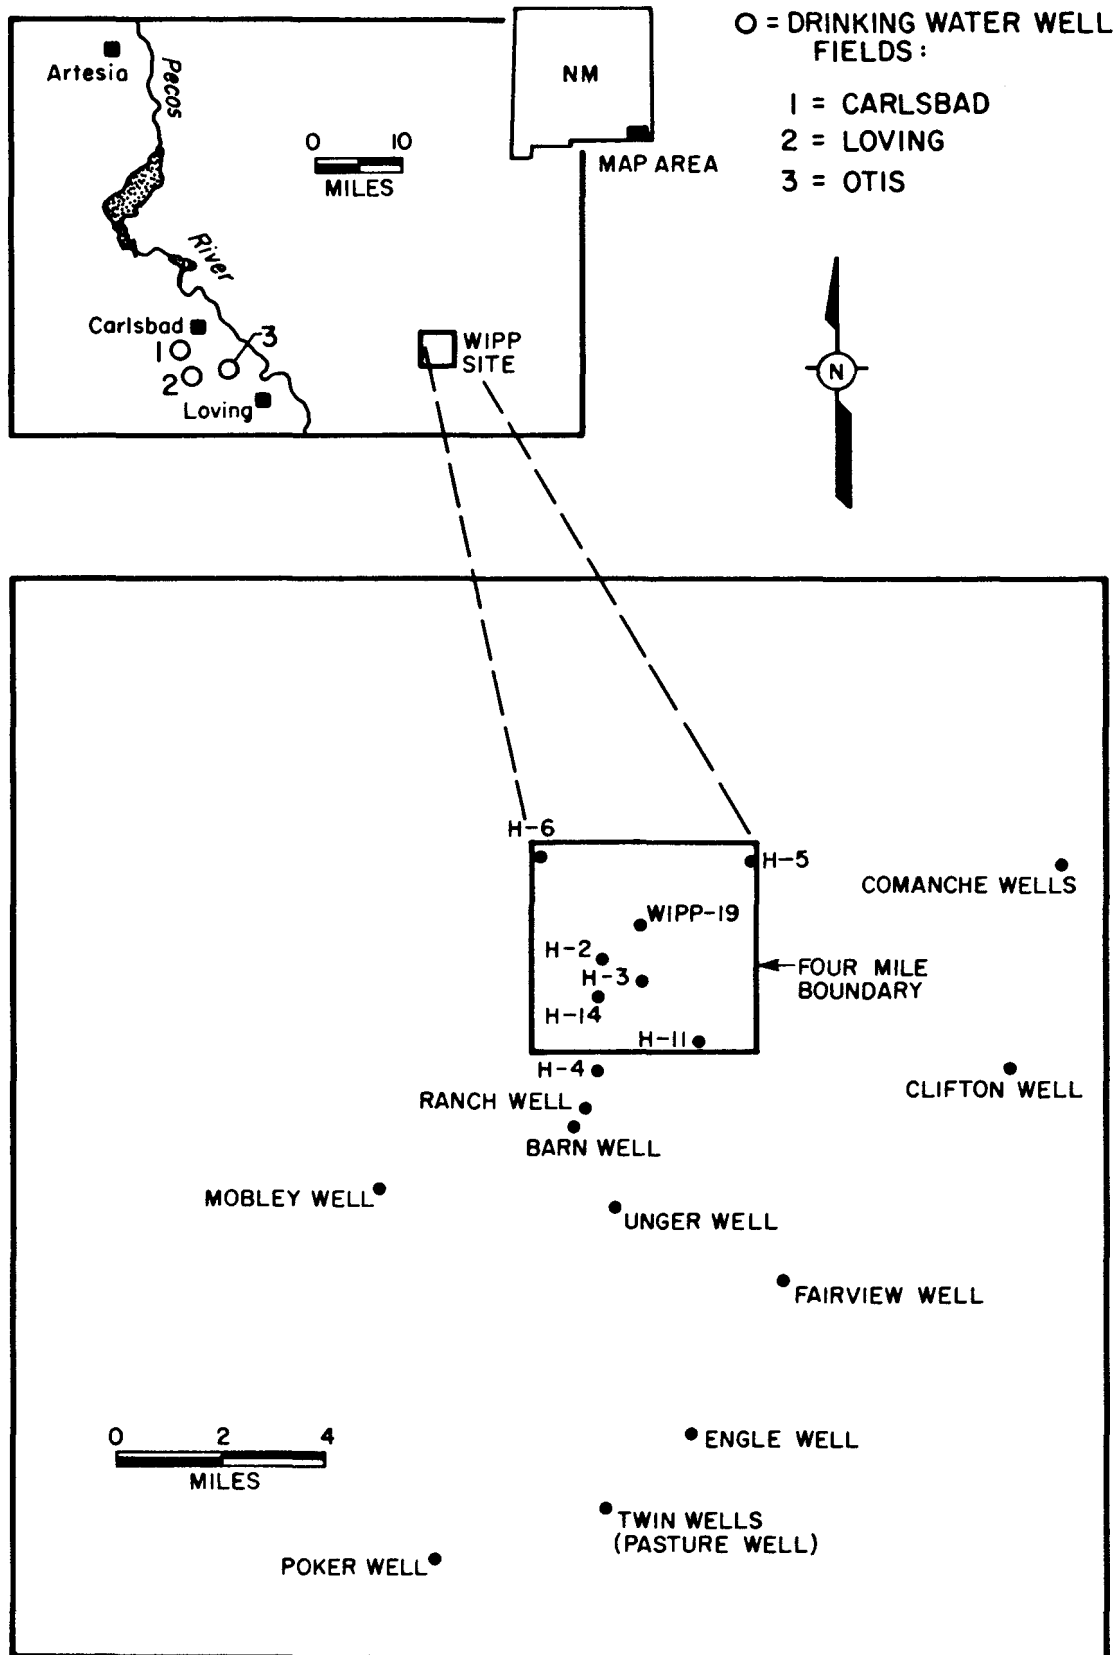 Artesia
Pecos
River
0 10
MILES
NM
MAP AREA
O = DRINKING WATER WELL
FIELDS:
1 = CARLSBAD
2 = LOVING
3 = OTIS
N
Carlsbad
1
2
3
Loving
WIPP
SITE
H-6
H-5
COMANCHE WELLS
WIPP-19
H-2
H-3
FOUR MILE
BOUNDARY
H-14
H-11
H-4
CLIFTON WELL
RANCH WELL
BARN WELL
MOBLEY WELL
UNGER WELL
FAIRVIEW WELL
0 2 4
MILES
ENGLE WELL
TWIN WELLS
(PASTURE WELL)
POKER WELL